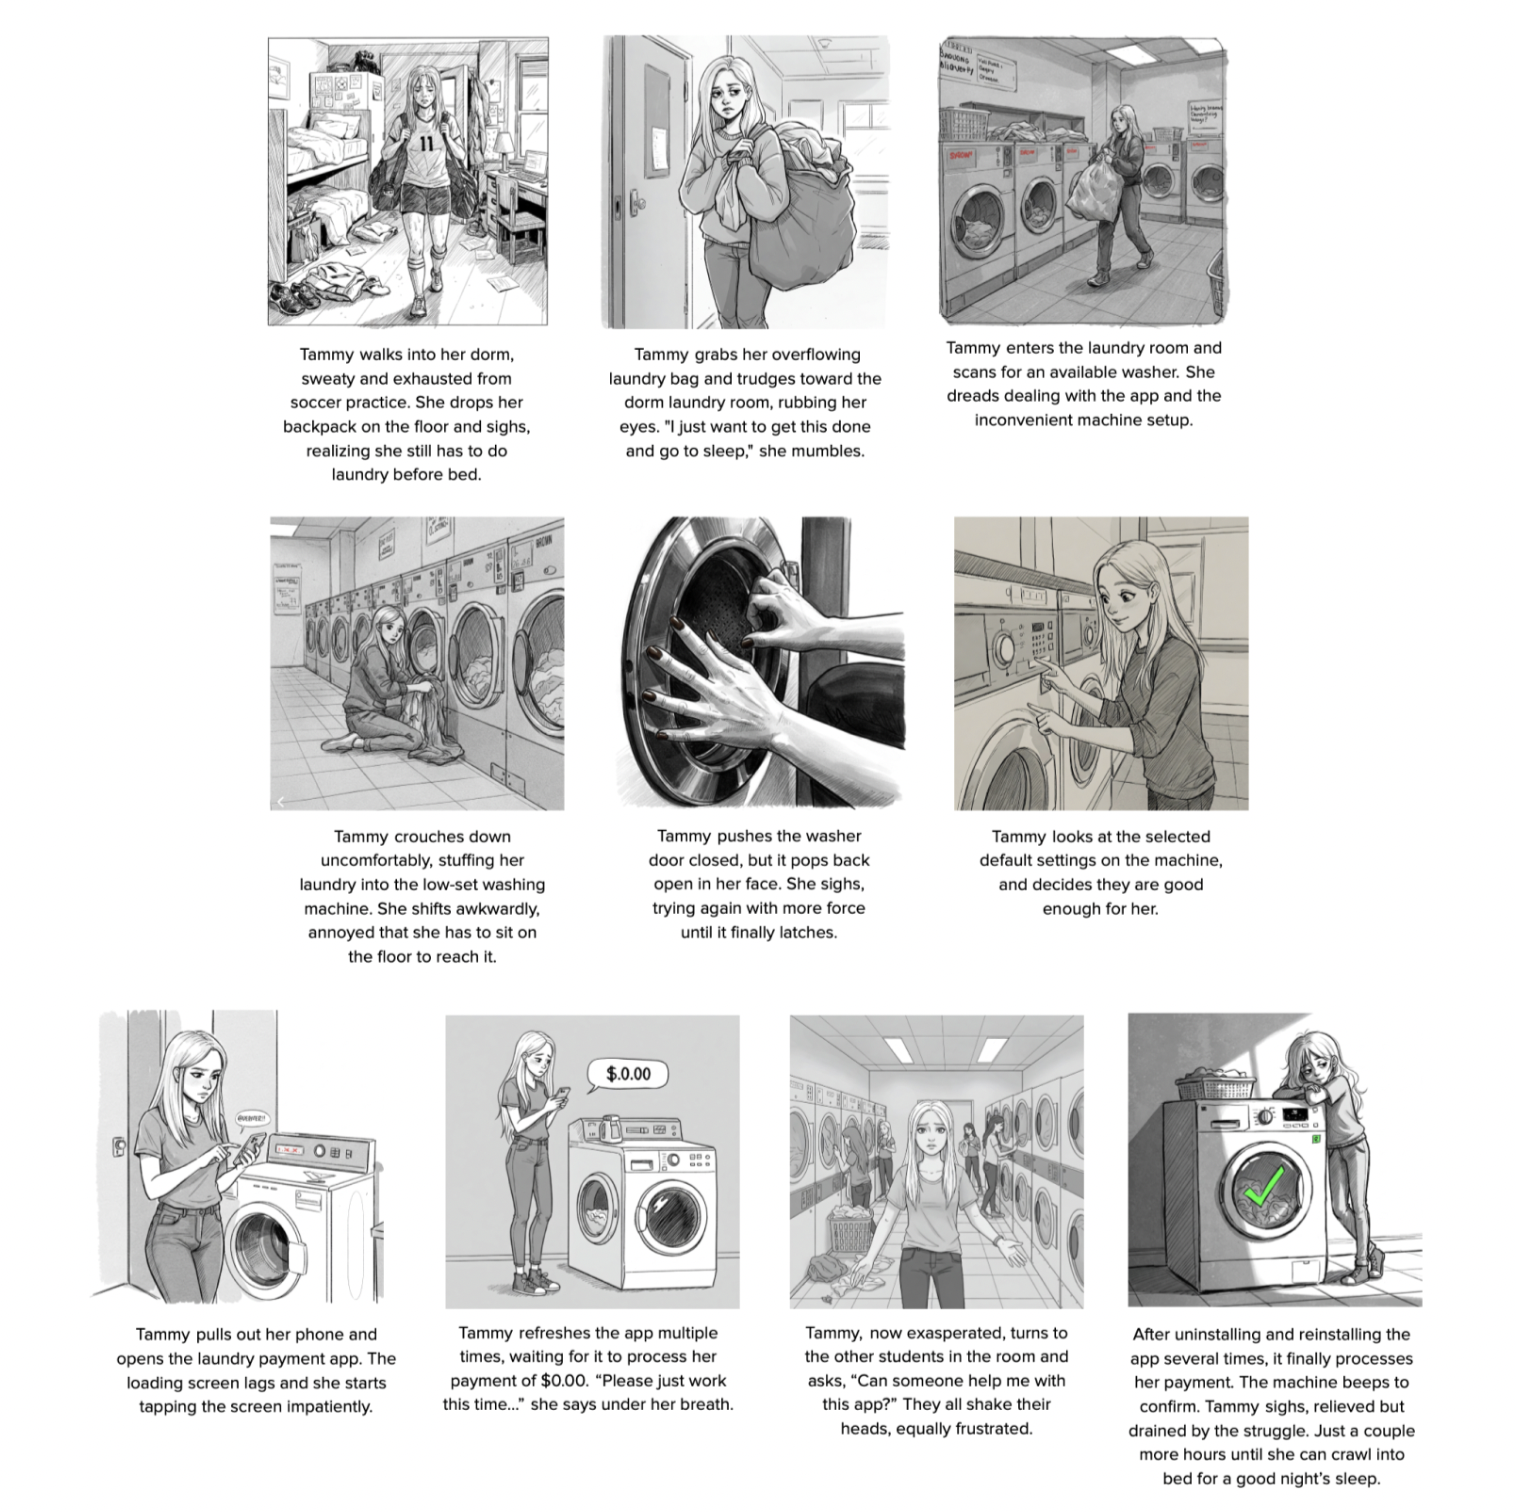 11
Tammy walks into her dorm,
sweaty and exhausted from
soccer practice. She drops her
backpack on the floor and sighs,
realizing she still has to do
laundry before bed.
Tammy grabs her overflowing
laundry bag and trudges toward the
dorm laundry room, rubbing her
eyes. "I just want to get this done
and go to sleep," she mumbles.
Tammy enters the laundry room and
scans for an available washer. She
dreads dealing with the app and the
inconvenient machine setup.
Tammy crouches down
uncomfortably, stuffing her
laundry into the low-set washing
machine. She shifts awkwardly,
annoyed that she has to sit on
the floor to reach it.
Tammy pushes the washer
door closed, but it pops back
open in her face. She sighs,
trying again with more force
until it finally latches.
Tammy looks at the selected
default settings on the machine,
and decides they are good
enough for her.
$.0.00
Tammy pulls out her phone and
opens the laundry payment app. The
loading screen lags and she starts
tapping the screen impatiently.
Tammy refreshes the app multiple
times, waiting for it to process her
payment of $0.00. “Please just work
this time...” she says under her breath.
Tammy, now exasperated, turns to
the other students in the room and
asks, “Can someone help me with
this app?” They all shake their
heads, equally frustrated.
After uninstalling and reinstalling the
app several times, it finally processes
her payment. The machine beeps to
confirm. Tammy sighs, relieved but
drained by the struggle. Just a couple
more hours until she can crawl into
bed for a good night's sleep.